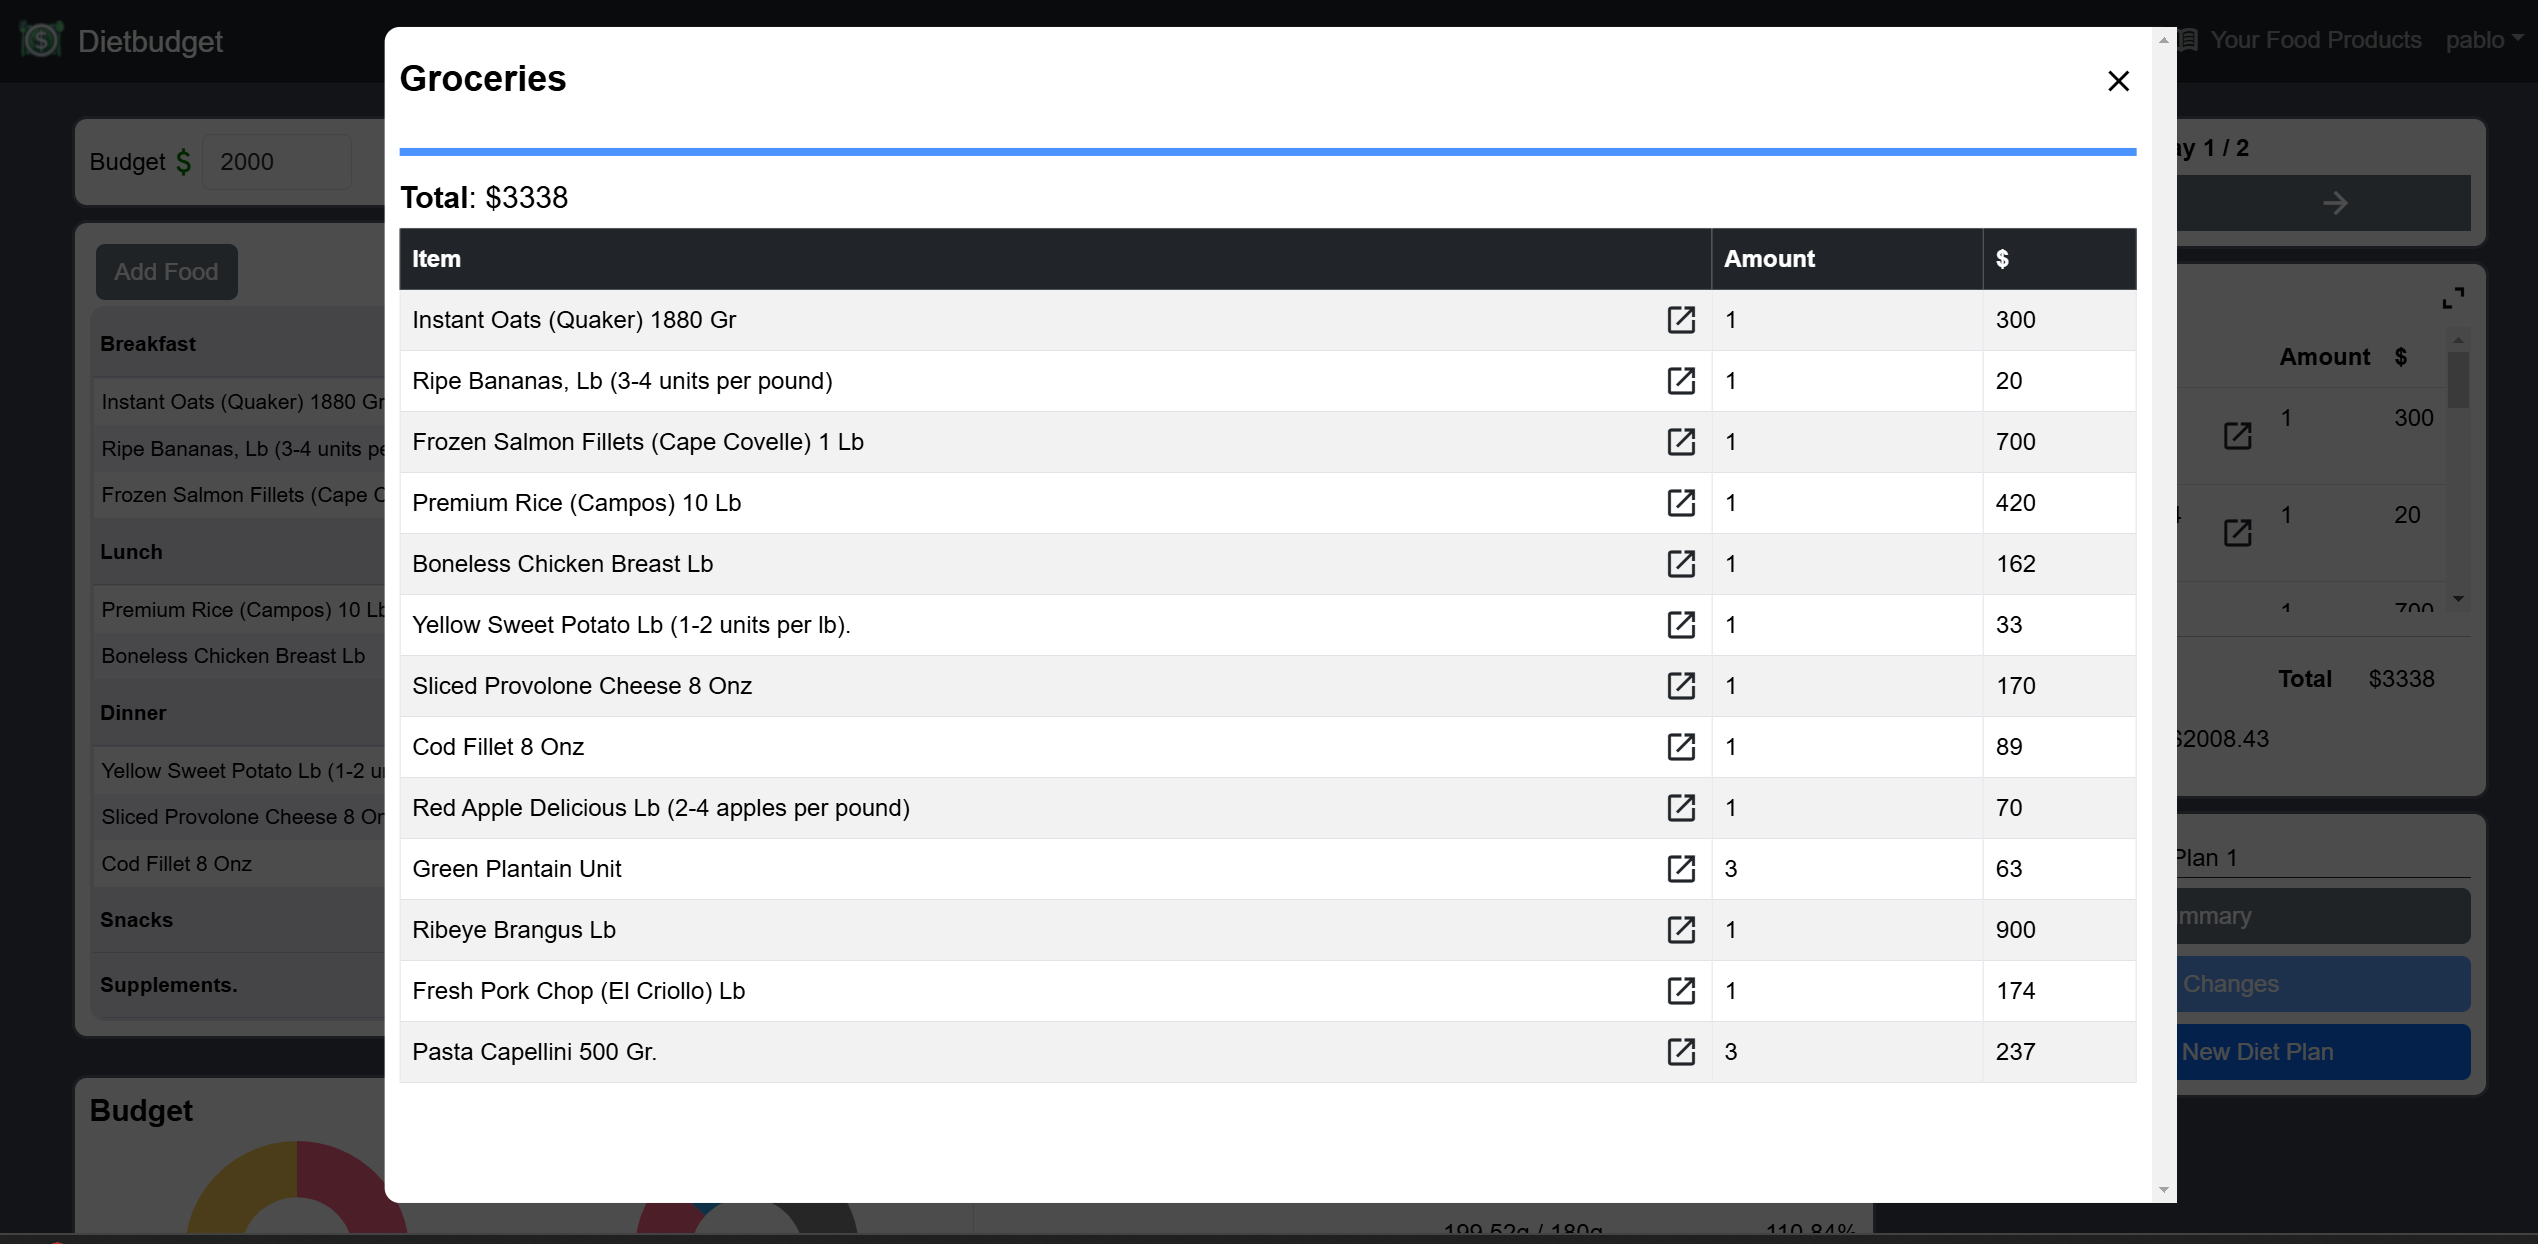 Dietbudget
Your Food Products
pablo
Budget $ 2000
Add Food
Breakfast
Instant Oats (Quaker) 1880 Gr
Ripe Bananas, Lb (3-4 units
Frozen Salmon Fillets (Cape
Lunch
Premium Rice (Campos) 10 Lb
Boneless Chicken Breast Lb
Dinner
Yellow Sweet Potato Lb (1-2
Sliced Provolone Cheese 8
Cod Fillet 8 Onz
Snacks
Supplements.
Budget
Groceries
Total: $3338
Item Amount $
Instant Oats (Quaker) 1880 Gr 1 300
Ripe Bananas, Lb (3-4 units per pound) 1 20
Frozen Salmon Fillets (Cape Covelle) 1 Lb 1 700
Premium Rice (Campos) 10 Lb 1 420
Boneless Chicken Breast Lb 1 162
Yellow Sweet Potato Lb (1-2 units per lb). 1 33
Sliced Provolone Cheese 8 Onz 1 170
Cod Fillet 8 Onz 1 89
Red Apple Delicious Lb (2-4 apples per pound) 1 70
Green Plantain Unit 3 63
Ribeye Brangus Lb 1 900
Fresh Pork Chop (El Criollo) Lb 1 174
Pasta Capellini 500 Gr. 3 237
199.52g / 180g 110.84%
1 / 2
Amount $
1 300
1 20
1 700
Total $3338
$2008.43
Plan 1
Changes
New Diet Plan